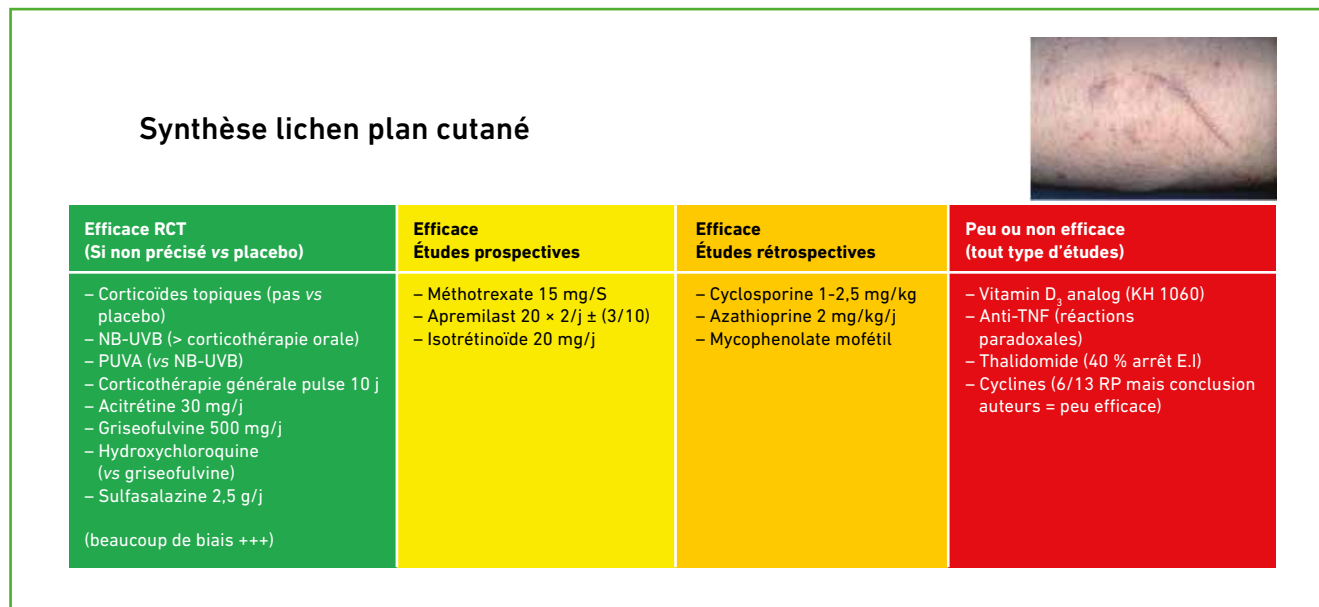 Synthèse lichen plan cutané
Efficace RCT
(Si non précisé vs placebo)
– Corticoïdes topiques (pas vs
placebo)
– NB-UVB (> corticothérapie orale)
– PUVA (vs NB-UVB)
– Corticothérapie générale pulse 10 j
– Acitrétine 30 mg/j
– Griseofulvine 500 mg/j
– Hydroxychloroquine
(vs griseofulvine)
– Sulfasalazine 2,5 g/j
(beaucoup de biais +++)
Efficace
Études prospectives
– Méthotrexate 15 mg/S
– Apremilast 20 × 2/j ± (3/10)
– Isotrétinoïde 20 mg/j
Efficace
Études rétrospectives
– Cyclosporine 1-2,5 mg/kg
– Azathioprine 2 mg/kg/j
– Mycophenolate mofétil
Peu ou non efficace
(tout type d'études)
– Vitamin D₃ analog (KH 1060)
– Anti-TNF (réactions
paradoxales)
– Thalidomide (40 % arrêt E.I)
– Cyclines (6/13 RP mais conclusion
auteurs = peu efficace)